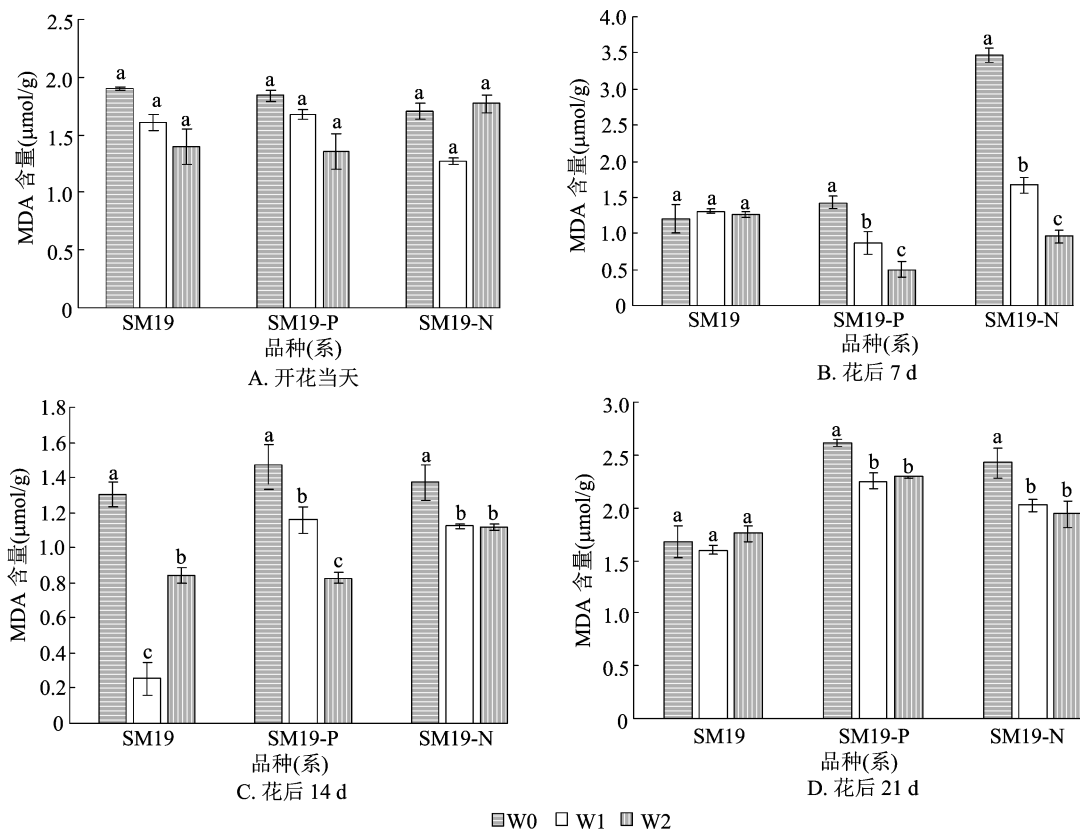 2.5
2.0
1.5
1.0
0.5
0
MDA 含量(μmol/g)
a
a
a
a
a
a
a
a
a
SM19
SM19-P
SM19-N
品种(系)
A. 开花当天
4.0
3.5
3.0
2.5
2.0
1.5
1.0
0.5
0
MDA 含量(μmol/g)
a
a
a
a
b
c
a
b
c
SM19
SM19-P
SM19-N
品种(系)
B. 花后 7 d
1.8
1.6
1.4
1.2
1.0
0.8
0.6
0.4
0.2
0
MDA 含量(μmol/g)
a
c
b
a
b
c
a
b
b
SM19
SM19-P
SM19-N
品种(系)
C. 花后 14 d
3.0
2.5
2.0
1.5
1.0
0.5
0
MDA 含量(μmol/g)
a
a
a
a
b
b
a
b
b
SM19
SM19-P
SM19-N
品种(系)
D. 花后 21 d
W0 W1 W2